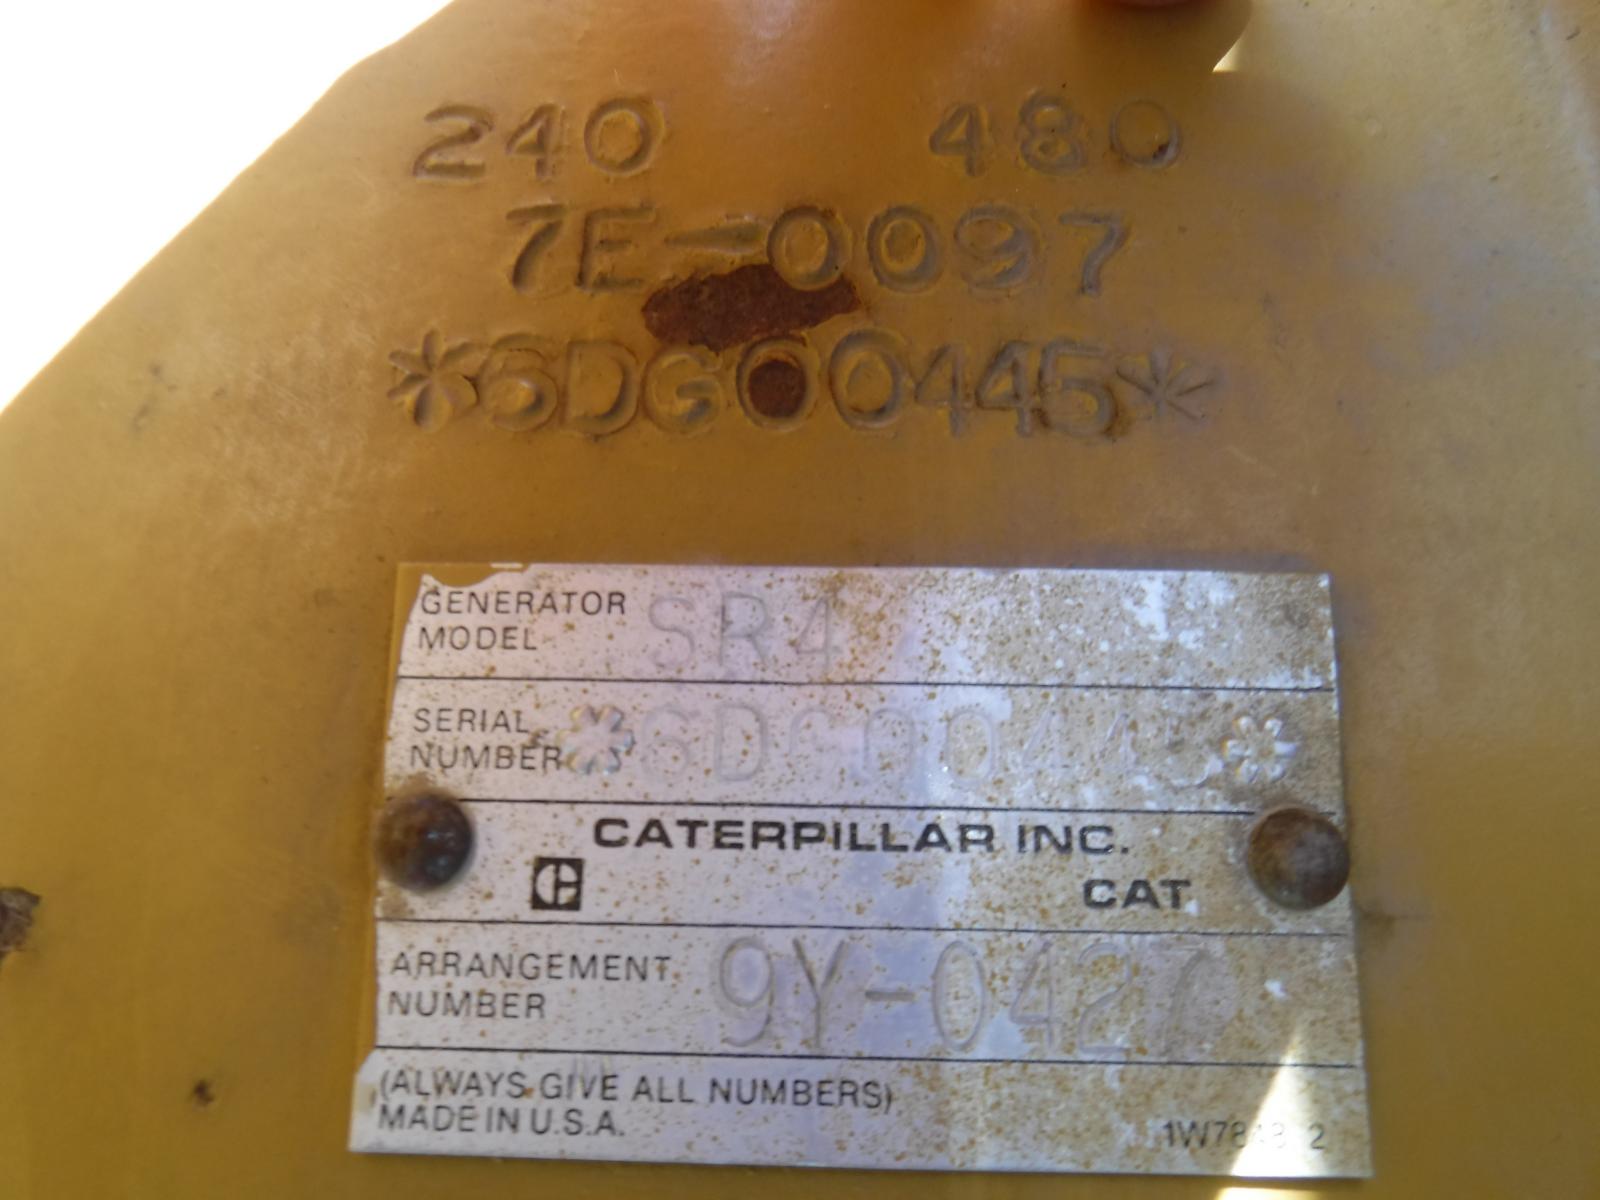 240 480
7E-0097
*6DG00445*
GENERATOR MODEL SR4
SERIAL NUMBER *6DG00445*
CATERPILLAR INC.
CAT
ARRANGEMENT NUMBER 9Y-0427
(ALWAYS GIVE ALL NUMBERS)
MADE IN U.S.A.